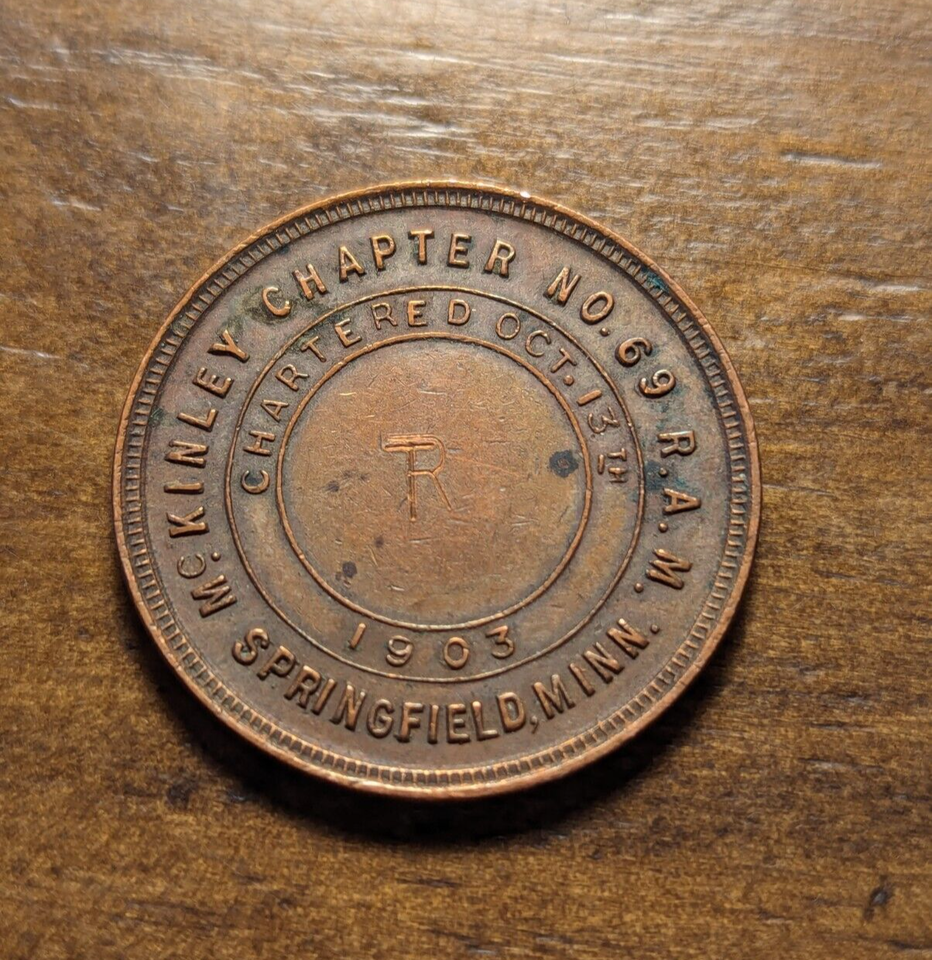 McKINLEY CHAPTER NO. 69 R.A.M.
SPRINGFIELD, MINN.
CHARTERED OCT. 13TH
1903
TR